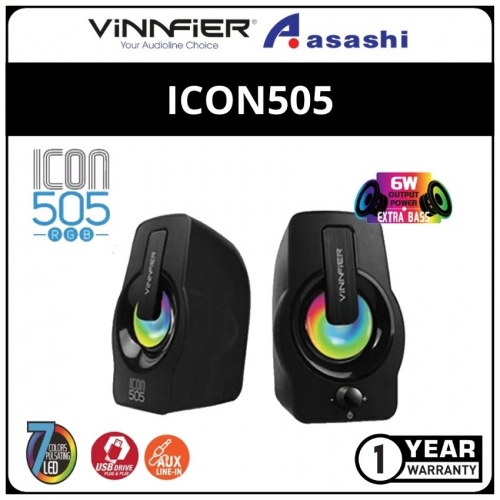 ViNNFiER
Your Audioline Choice
asashi
ICON505
ICON
505
RGB
6W
OUTPUT
POWER
EXTRA BASS
ViNNFiER
ViNNFiER
ICON
505
7
COLORS
PULSATING
LED
USB DRIVE
PLUG & PLAY
AUX
LINE-IN
1 YEAR
WARRANTY